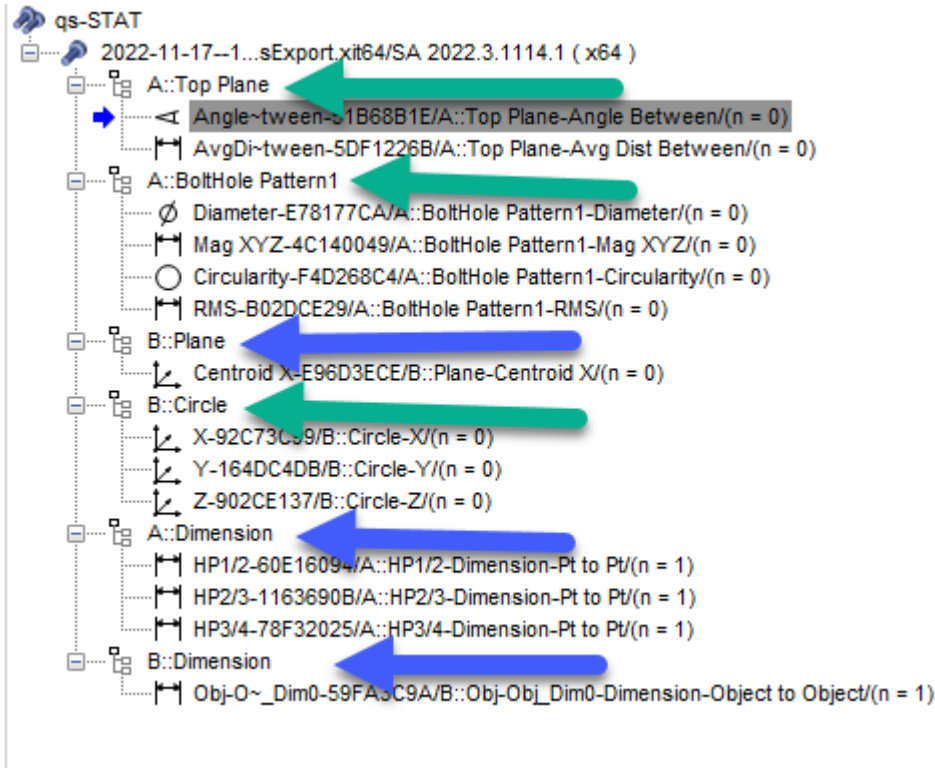 qs-STAT
2022-11-17--1...sExport.xit64/SA 2022.3.1114.1 ( x64 )
A::Top Plane
Angle~tween-51B68B1E/A::Top Plane-Angle Between/(n = 0)
AvgDi~tween-5DF1226B/A::Top Plane-Avg Dist Between/(n = 0)
A::BoltHole Pattern1
Diameter-E78177CA/A::BoltHole Pattern1-Diameter/(n = 0)
Mag XYZ-4C140049/A::BoltHole Pattern1-Mag XYZ/(n = 0)
Circularity-F4D268C4/A::BoltHole Pattern1-Circularity/(n = 0)
RMS-B02DCE29/A::BoltHole Pattern1-RMS/(n = 0)
B::Plane
Centroid X-E96D3ECE/B::Plane-Centroid X/(n = 0)
B::Circle
X-92C73C99/B::Circle-X/(n = 0)
Y-164DC4DB/B::Circle-Y/(n = 0)
Z-902CE137/B::Circle-Z/(n = 0)
A::Dimension
HP1/2-60E16094/A::HP1/2-Dimension-Pt to Pt/(n = 1)
HP2/3-1163690B/A::HP2/3-Dimension-Pt to Pt/(n = 1)
HP3/4-78F32025/A::HP3/4-Dimension-Pt to Pt/(n = 1)
B::Dimension
Obj-O~_Dim0-59FA3C9A/B::Obj-Obj_Dim0-Dimension-Object to Object/(n = 1)